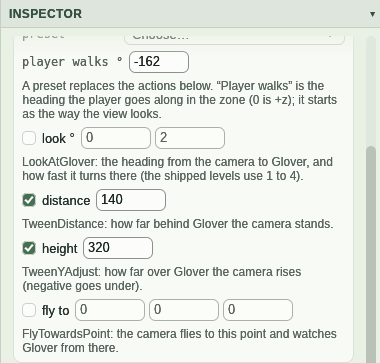 INSPECTOR
preset Choose...
player walks ° -162
A preset replaces the actions below. “Player walks” is the
heading the player goes along in the zone (0 is +z); it starts
as the way the view looks.
look ° 0 2
LookAtGlover: the heading from the camera to Glover, and
how fast it turns there (the shipped levels use 1 to 4).
distance 140
TweenDistance: how far behind Glover the camera stands.
height 320
TweenYAdjust: how far over Glover the camera rises
(negative goes under).
fly to 0 0 0
FlyTowardsPoint: the camera flies to this point and watches
Glover from there.